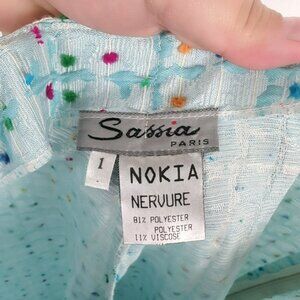 Sassia
PARIS
1
NOKIA
NERVURE
81% POLYESTER
POLYESTER
11% VISCOSE